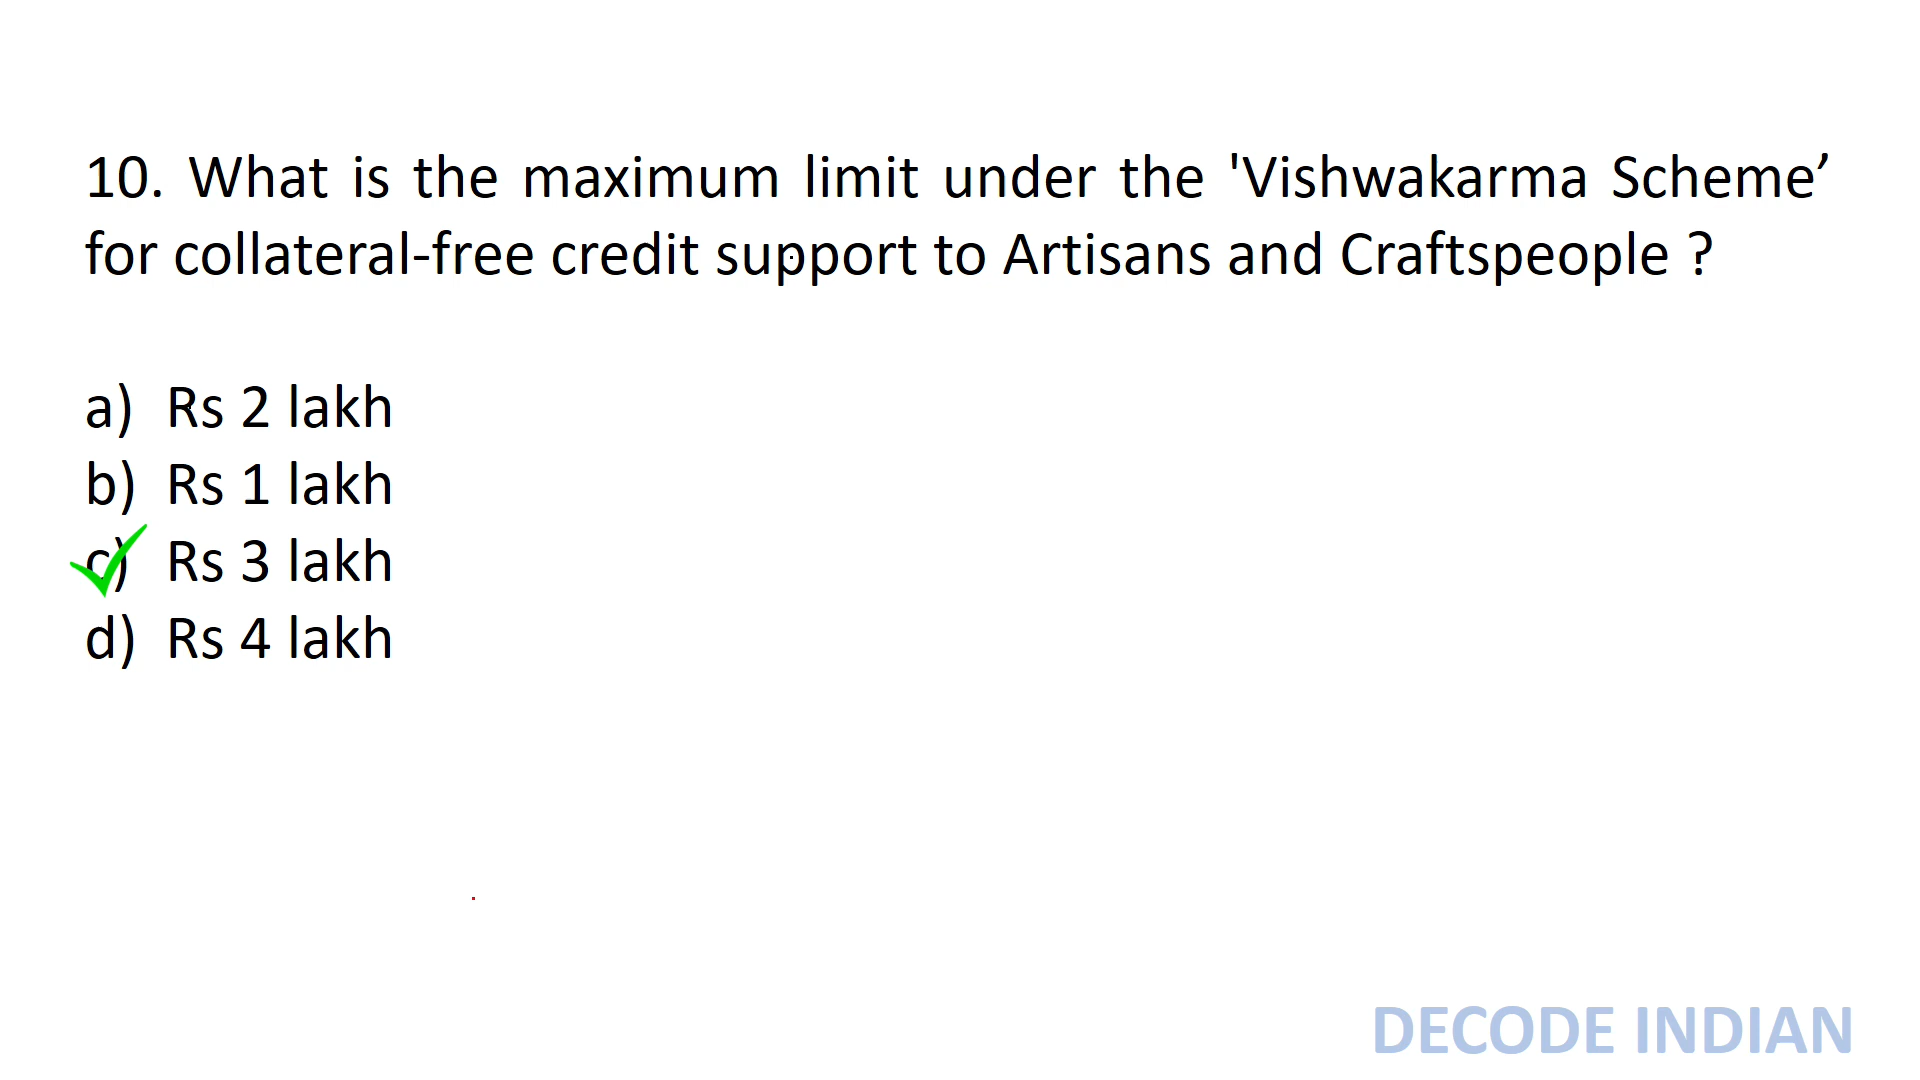 10. What is the maximum limit under the 'Vishwakarma Scheme’
for collateral-free credit support to Artisans and Craftspeople ?
a) Rs 2 lakh
b) Rs 1 lakh
c) Rs 3 lakh
d) Rs 4 lakh
DECODE INDIAN